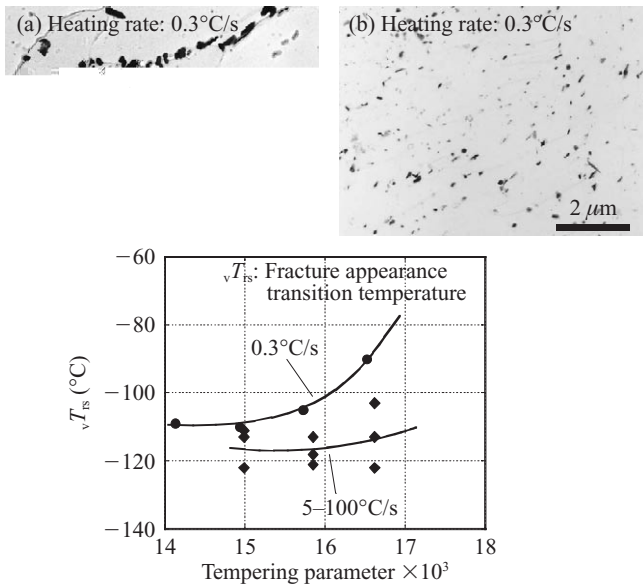 (a) Heating rate: 0.3°C/s
(b) Heating rate: 0.3°C/s
2 μm
−60
−80
−100
−120
−140
ᵥTᵣₛ (°C)
ᵥTᵣₛ: Fracture appearance
transition temperature
0.3°C/s
5–100°C/s
14 15 16 17 18
Tempering parameter ×10³